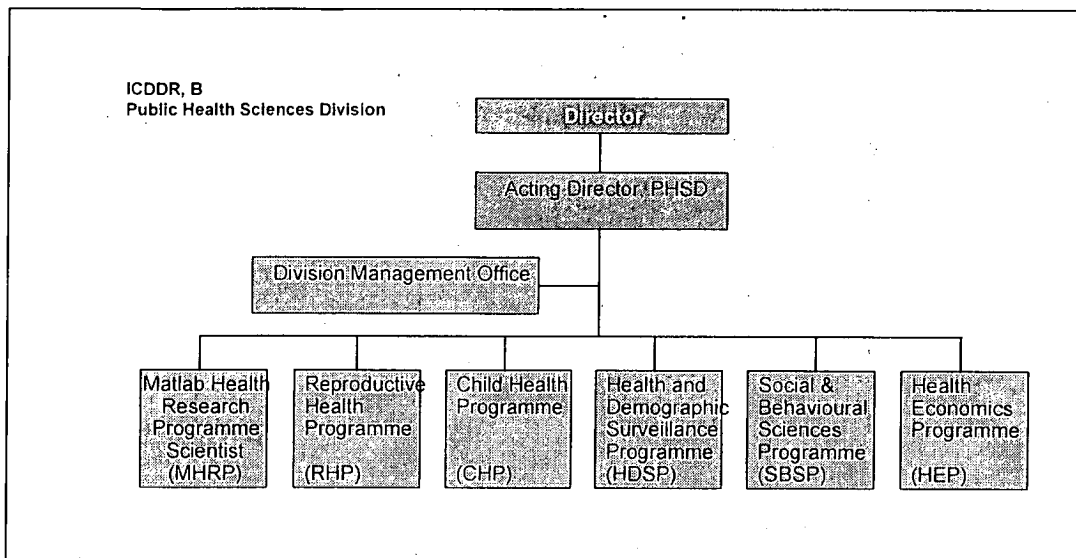 ICDDR, B
Public Health Sciences Division
Director
Acting Director, PHSD
Division Management Office
Matlab Health
Research
Programme
Scientist
(MHRP)
Reproductive
Health
Programme
(RHP)
Child Health
Programme
(CHP)
Health and
Demographic
Surveillance
Programme
(HDSP)
Social &
Behavioural
Sciences
Programme
(SBSP)
Health
Economics
Programme
(HEP)